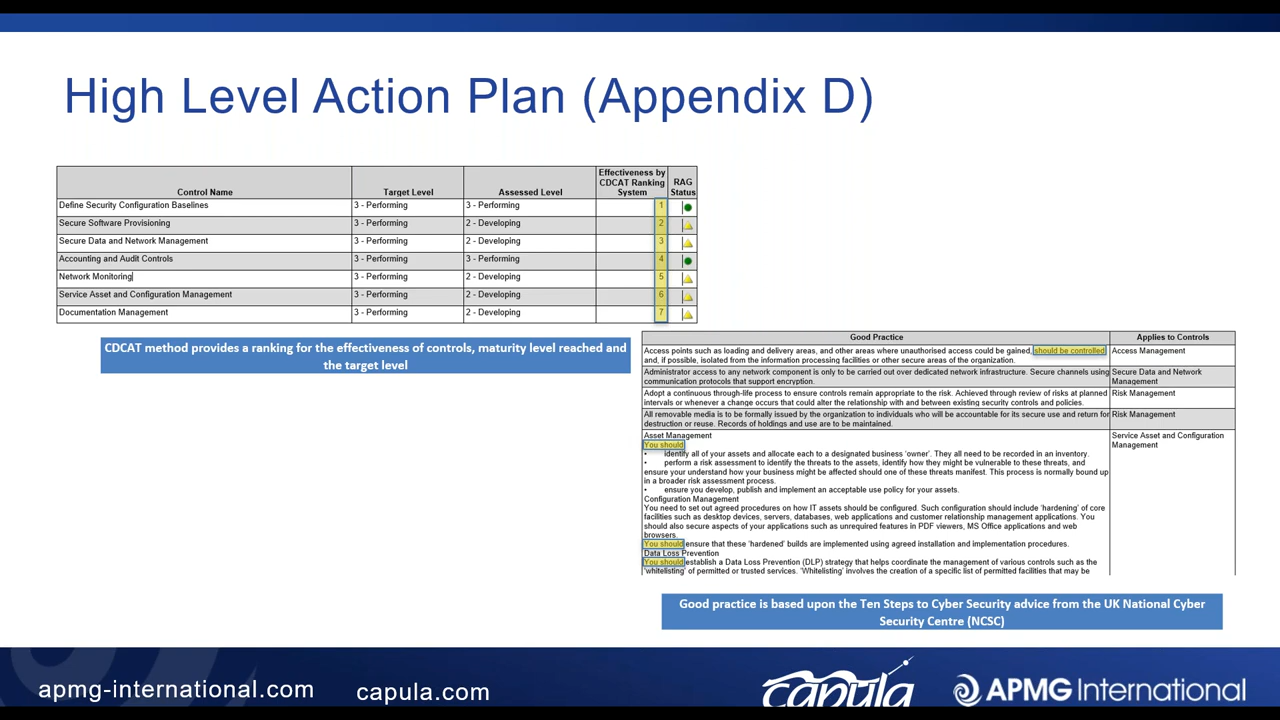 High Level Action Plan (Appendix D)
Control Name Target Level Assessed Level Effectiveness by CDCAT Ranking System RAG Status
Define Security Configuration Baselines 3 - Performing 3 - Performing 1
Secure Software Provisioning 3 - Performing 2 - Developing 2
Secure Data and Network Management 3 - Performing 2 - Developing 3
Accounting and Audit Controls 3 - Performing 3 - Performing 4
Network Monitoring 3 - Performing 2 - Developing 5
Service Asset and Configuration Management 3 - Performing 2 - Developing 6
Documentation Management 3 - Performing 2 - Developing 7
CDCAT method provides a ranking for the effectiveness of controls, maturity level reached and
the target level
Good Practice Applies to Controls
Access points such as loading and delivery areas, and other areas where unauthorised access could be gained, should be controlled Access Management
and, if possible, isolated from the information processing facilities or other secure areas of the organization.
Administrator access to any network component is only to be carried out over dedicated network infrastructure. Secure channels using Secure Data and Network
communication protocols that support encryption. Management
Adopt a continuous through-life process to ensure controls remain appropriate to the risk. Achieved through review of risks at planned Risk Management
intervals or whenever a change occurs that could alter the relationship with and between existing security controls and policies.
All removable media is to be formally issued by the organization to individuals who will be accountable for its secure use and return for Risk Management
destruction or reuse. Records of holdings and use are to be maintained.
Asset Management Service Asset and Configuration
You should Management
• identify all of your assets and allocate each to a designated business 'owner'. They all need to be recorded in an inventory.
• perform a risk assessment to identify the threats to the assets, identify how they might be vulnerable to these threats, and
ensure your understand how your business might be affected should one of these threats manifest. This process is normally bound up
in a broader risk assessment process.
• ensure you develop, publish and implement an acceptable use policy for your assets.
Configuration Management
You need to set out agreed procedures on how IT assets should be configured. Such configuration should include 'hardening' of core
facilities such as desktop devices, servers, databases, web applications and customer relationship management applications. You
should also secure aspects of your applications such as unrequired features in PDF viewers, MS Office applications and web
browsers.
You should ensure that these 'hardened' builds are implemented using agreed installation and implementation procedures.
Data Loss Prevention
You should establish a Data Loss Prevention (DLP) strategy that helps coordinate the management of various controls such as the
'whitelisting' of permitted or trusted services. 'Whitelisting' involves the creation of a specific list of permitted facilities that may be
Good practice is based upon the Ten Steps to Cyber Security advice from the UK National Cyber
Security Centre (NCSC)
apmg-international.com capula.com capula APMG International